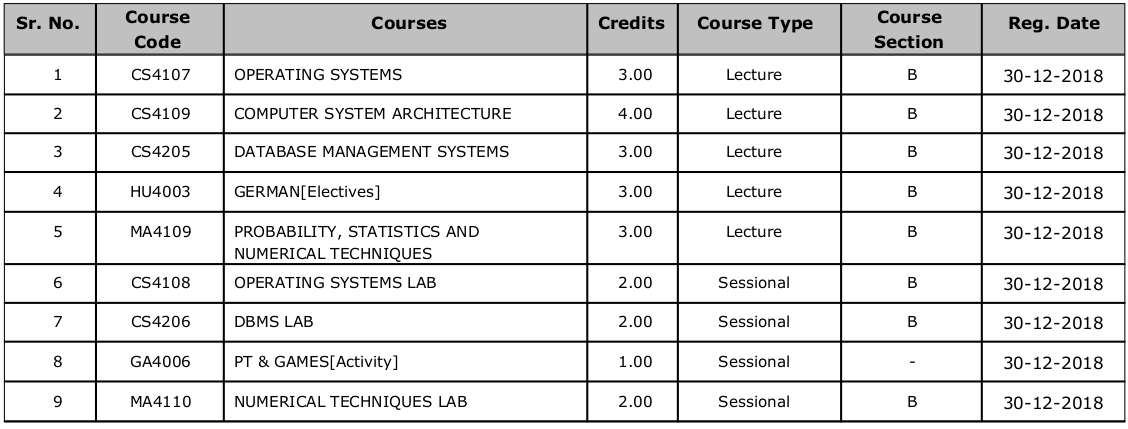 Sr. No. Course Code Courses Credits Course Type Course Section Reg. Date
1 CS4107 OPERATING SYSTEMS 3.00 Lecture B 30-12-2018
2 CS4109 COMPUTER SYSTEM ARCHITECTURE 4.00 Lecture B 30-12-2018
3 CS4205 DATABASE MANAGEMENT SYSTEMS 3.00 Lecture B 30-12-2018
4 HU4003 GERMAN[Electives] 3.00 Lecture B 30-12-2018
5 MA4109 PROBABILITY, STATISTICS AND NUMERICAL TECHNIQUES 3.00 Lecture B 30-12-2018
6 CS4108 OPERATING SYSTEMS LAB 2.00 Sessional B 30-12-2018
7 CS4206 DBMS LAB 2.00 Sessional B 30-12-2018
8 GA4006 PT & GAMES[Activity] 1.00 Sessional - 30-12-2018
9 MA4110 NUMERICAL TECHNIQUES LAB 2.00 Sessional B 30-12-2018